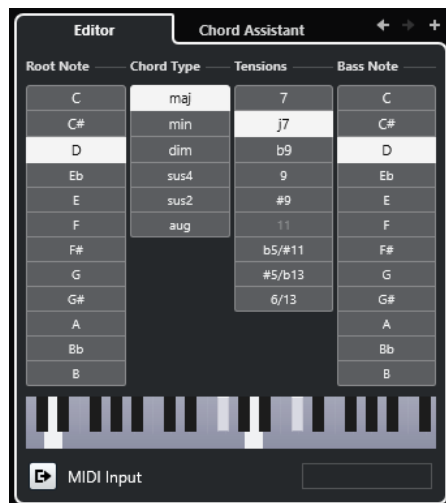 Editor Chord Assistant
Root Note Chord Type Tensions Bass Note
C maj 7 C
C# min j7 C#
D dim b9 D
Eb sus4 9 Eb
E sus2 #9 E
F aug 11 F
F# b5/#11 F#
G #5/b13 G
G# 6/13 G#
A A
Bb Bb
B B
MIDI Input